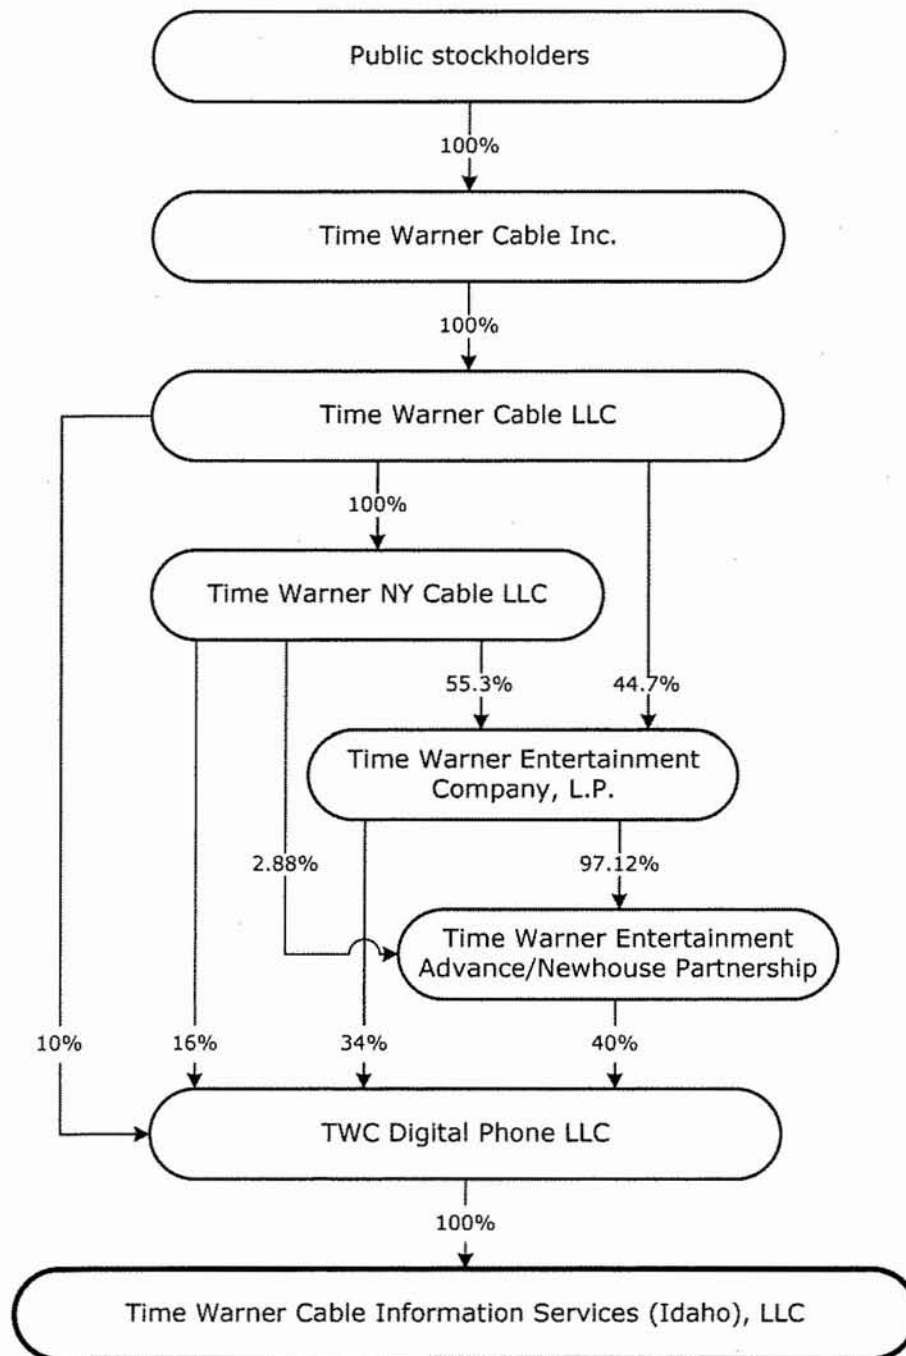 Public stockholders
100%
Time Warner Cable Inc.
100%
Time Warner Cable LLC
100%
Time Warner NY Cable LLC
55.3%
44.7%
Time Warner Entertainment
Company, L.P.
2.88%
97.12%
Time Warner Entertainment
Advance/Newhouse Partnership
10%
16%
34%
40%
TWC Digital Phone LLC
100%
Time Warner Cable Information Services (Idaho), LLC